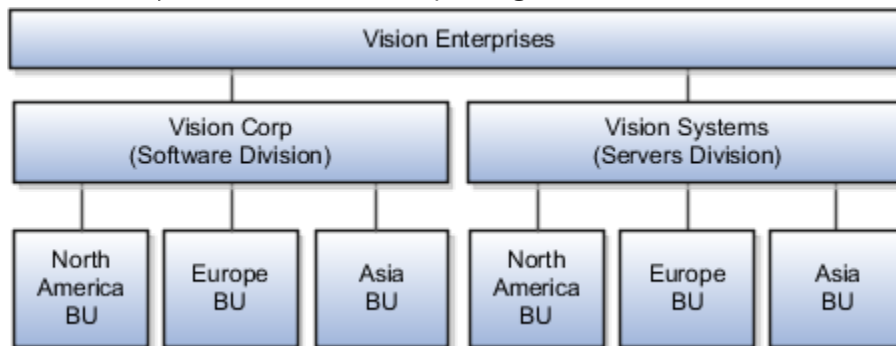 Vision Enterprises
Vision Corp
(Software Division)
Vision Systems
(Servers Division)
North
America
BU
Europe
BU
Asia
BU
North
America
BU
Europe
BU
Asia
BU